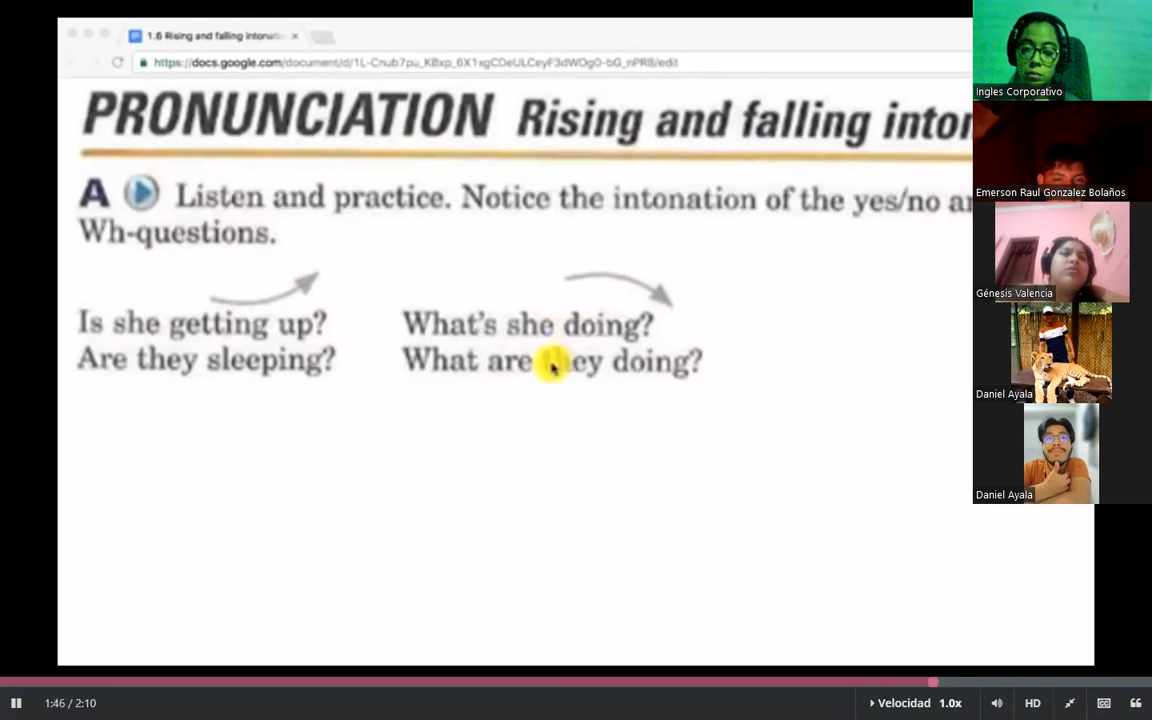 1.6 Rising and falling intona
https://docs.google.com/document/d/1L-Cnub7pu_KBxp_6X1xgCDeULCeyF3dWOg0-bG_nPR8/edit
PRONUNCIATION Rising and falling inton
A Listen and practice. Notice the intonation of the yes/no a
Wh-questions.
Is she getting up? What's she doing?
Are they sleeping? What are they doing?
Ingles Corporativo
Emerson Raul Gonzalez Bolaños
Génesis Valencia
Daniel Ayala
Daniel Ayala
1:46 / 2:10
Velocidad 1.0x
HD
CC